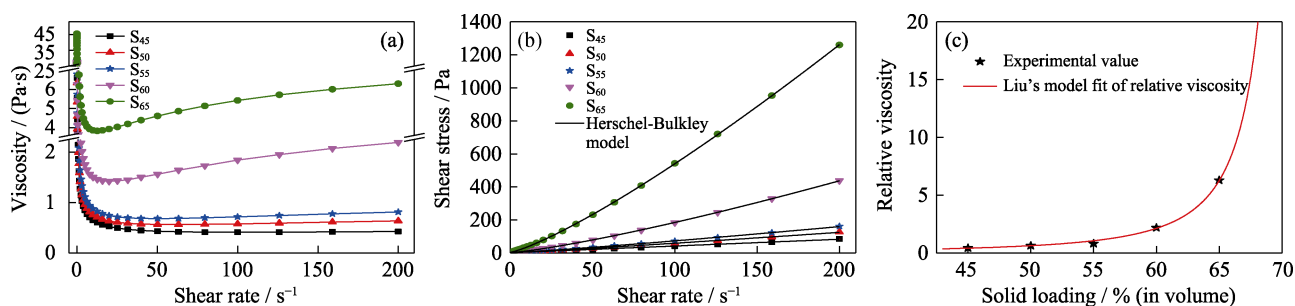 (a)
Viscosity / (Pa·s)
45
35
25
6
5
4
2
1
0
S45
S50
S55
S60
S65
0 50 100 150 200
Shear rate / s⁻¹
(b)
Shear stress / Pa
1400
1200
1000
800
600
400
200
0
S45
S50
S55
S60
S65
Herschel-Bulkley
model
0 50 100 150 200
Shear rate / s⁻¹
(c)
Relative viscosity
20
15
10
5
0
Experimental value
Liu's model fit of relative viscosity
45 50 55 60 65 70
Solid loading / % (in volume)